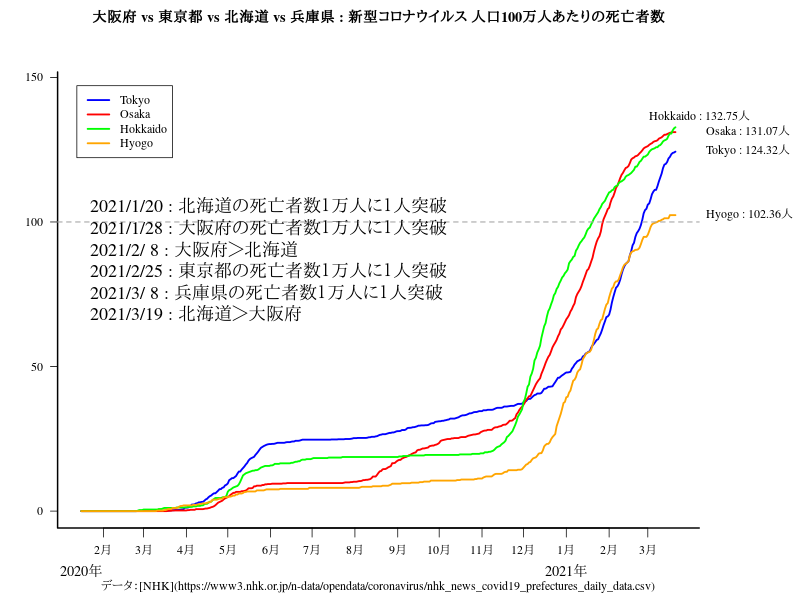 大阪府 vs 東京都 vs 北海道 vs 兵庫県 : 新型コロナウイルス 人口100万人あたりの死亡者数
150
Tokyo
Osaka
Hokkaido
Hyogo
Hokkaido : 132.75人
Osaka : 131.07人
Tokyo : 124.32人
2021/1/20 : 北海道の死亡者数1万人に1人突破
Hyogo : 102.36人
100
2021/1/28 : 大阪府の死亡者数1万人に1人突破
2021/2/ 8 : 大阪府＞北海道
2021/2/25 : 東京都の死亡者数1万人に1人突破
2021/3/ 8 : 兵庫県の死亡者数1万人に1人突破
2021/3/19 : 北海道＞大阪府
50
0
2月 3月 4月 5月 6月 7月 8月 9月 10月 11月 12月 1月 2月 3月
2020年 2021年
データ：[NHK](https://www3.nhk.or.jp/n-data/opendata/coronavirus/nhk_news_covid19_prefectures_daily_data.csv)